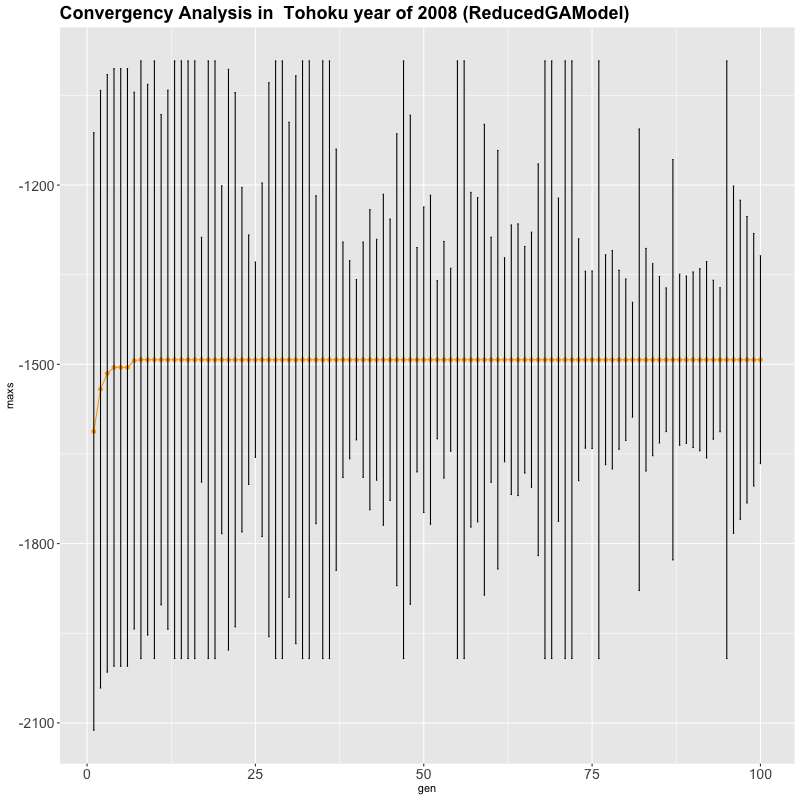 Convergency Analysis in  Tohoku year of 2008 (ReducedGAModel)
maxs
-1200
-1500
-1800
-2100
0 25 50 75 100
gen